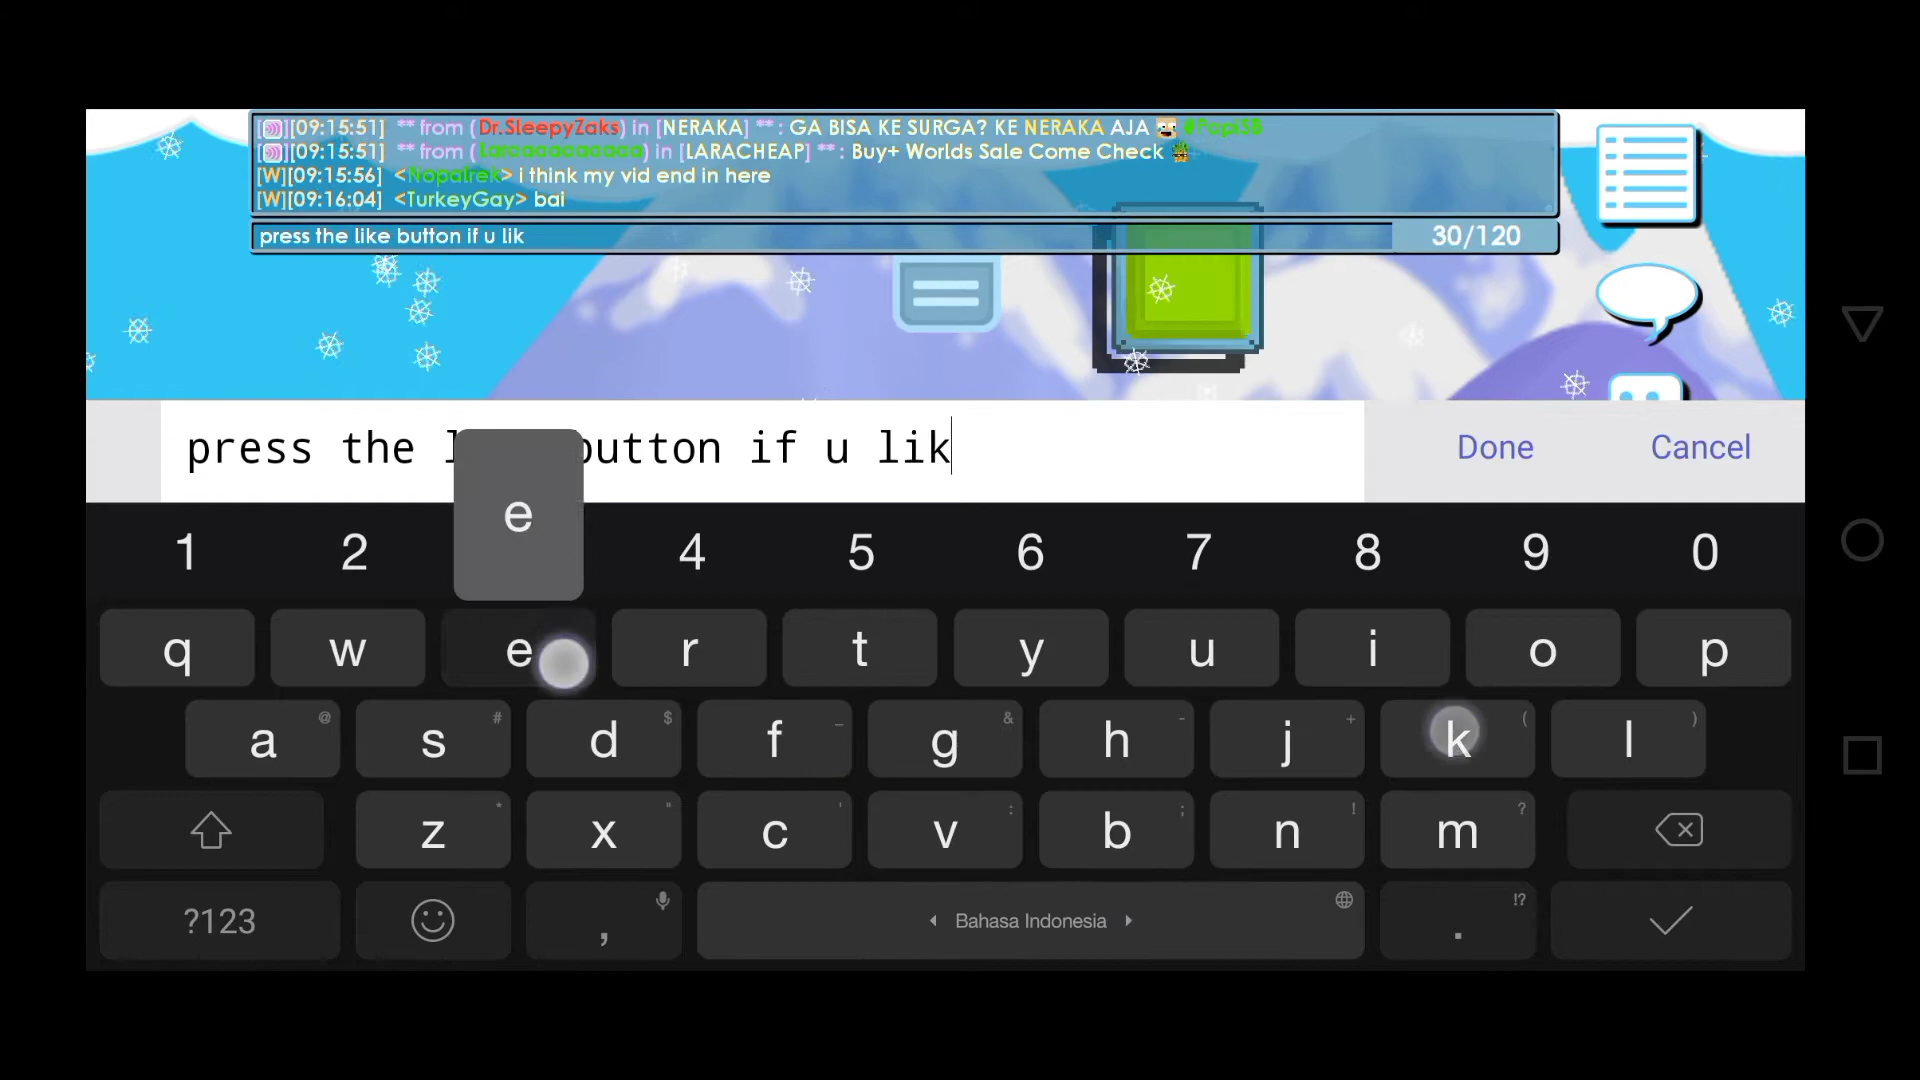 [09:15:51] ** from (Dr.SleepyZaks) in [NERAKA] ** : GA BISA KE SURGA? KE NERAKA AJA #PapiSB
[09:15:51] ** from () in [LARACHEAP] ** : Buy+ Worlds Sale Come Check
[W][09:15:56] <Nopalrek> i think my vid end in here
[W][09:16:04] <TurkeyGay> bai
press the like button if u lik 30/120
press the l button if u lik Done Cancel
e
1 2 4 5 6 7 8 9 0
q w e r t y u i o p
@ # $ _ & - + ( )
a s d f g h j k l
* " ' : ; ! ?
z x c v b n m
!?
?123 , Bahasa Indonesia .